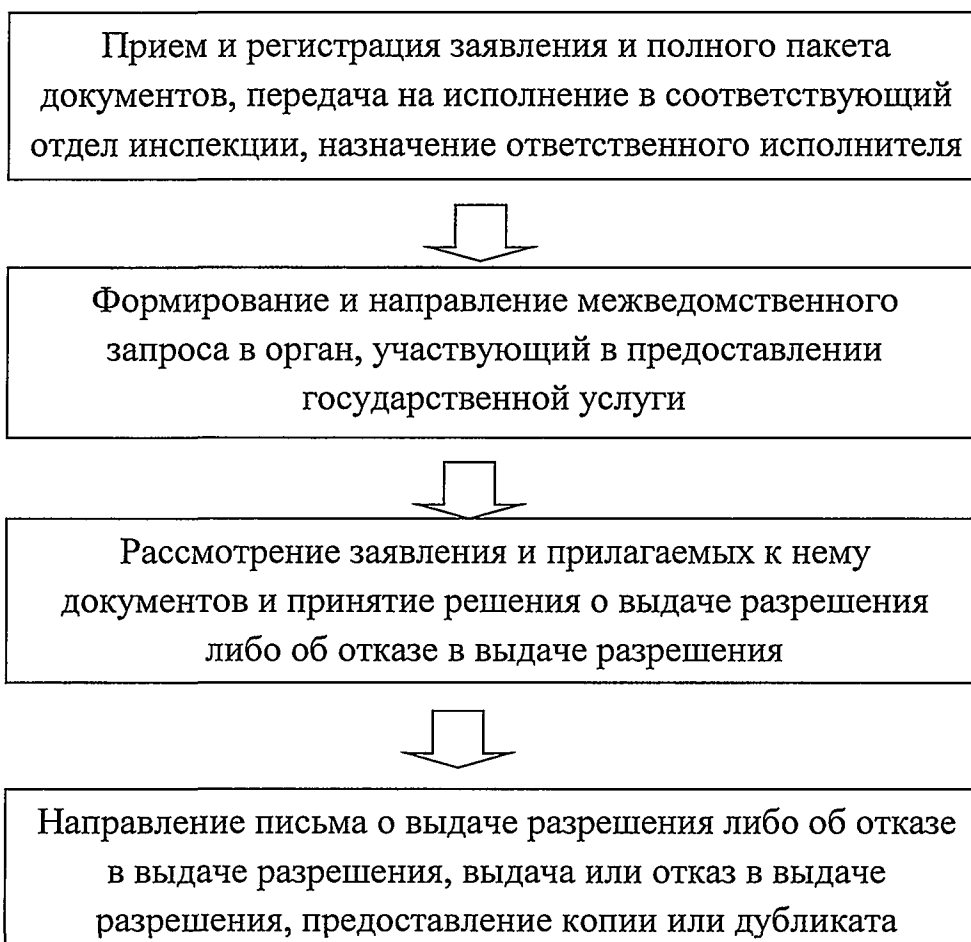 Прием и регистрация заявления и полного пакета
документов, передача на исполнение в соответствующий
отдел инспекции, назначение ответственного исполнителя
Формирование и направление межведомственного
запроса в орган, участвующий в предоставлении
государственной услуги
Рассмотрение заявления и прилагаемых к нему
документов и принятие решения о выдаче разрешения
либо об отказе в выдаче разрешения
Направление письма о выдаче разрешения либо об отказе
в выдаче разрешения, выдача или отказ в выдаче
разрешения, предоставление копии или дубликата